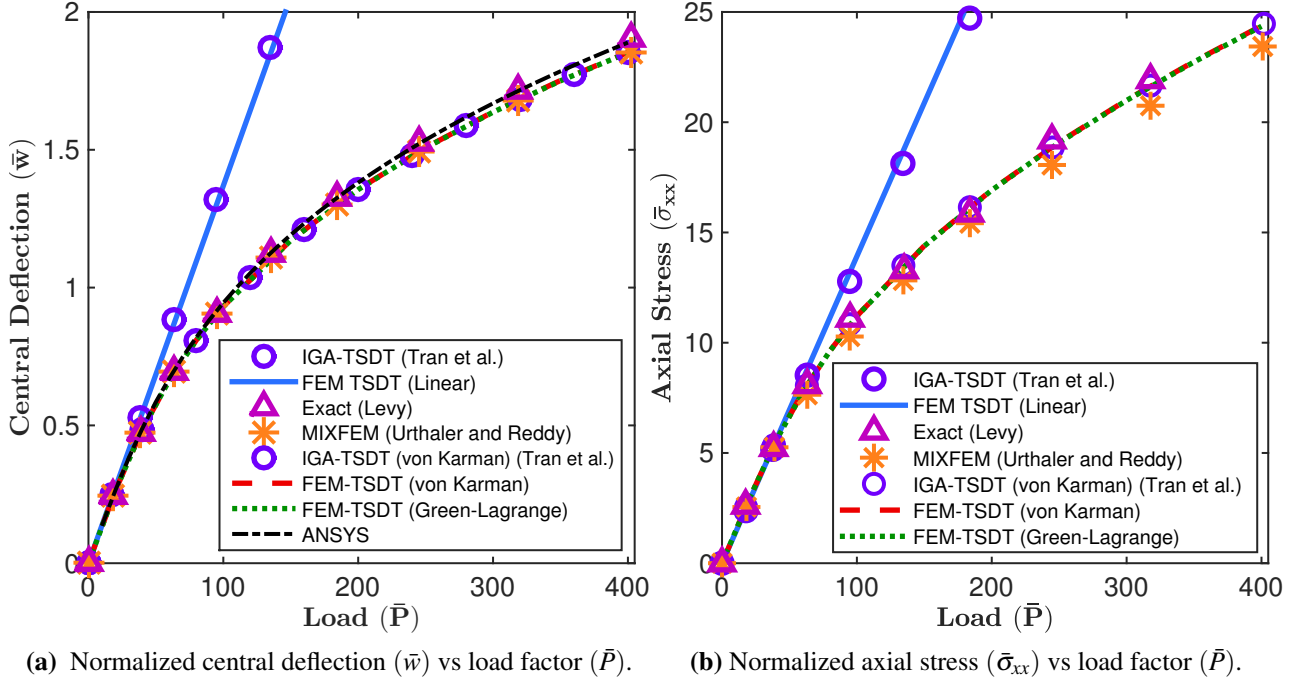 2
1.5
1
0.5
0
0
100
200
300
400
Central Deflection (w̄)
Load (P̄)
IGA-TSDT (Tran et al.)
FEM TSDT (Linear)
Exact (Levy)
MIXFEM (Urthaler and Reddy)
IGA-TSDT (von Karman) (Tran et al.)
FEM-TSDT (von Karman)
FEM-TSDT (Green-Lagrange)
ANSYS
(a) Normalized central deflection (w̄) vs load factor (P̄).
25
20
15
10
5
0
0
100
200
300
400
Axial Stress (σ̄xx)
Load (P̄)
IGA-TSDT (Tran et al.)
FEM TSDT (Linear)
Exact (Levy)
MIXFEM (Urthaler and Reddy)
IGA-TSDT (von Karman) (Tran et al.)
FEM-TSDT (von Karman)
FEM-TSDT (Green-Lagrange)
(b) Normalized axial stress (σ̄xx) vs load factor (P̄).